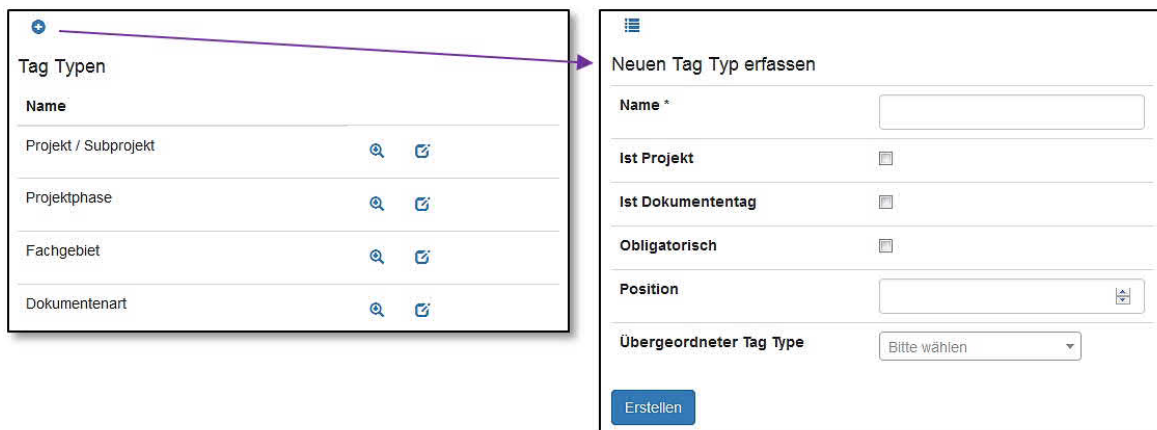 Tag Typen
Name
Projekt / Subprojekt
Projektphase
Fachgebiet
Dokumentenart
Neuen Tag Typ erfassen
Name *
Ist Projekt
Ist Dokumententag
Obligatorisch
Position
Übergeordneter Tag Type
Bitte wählen
Erstellen